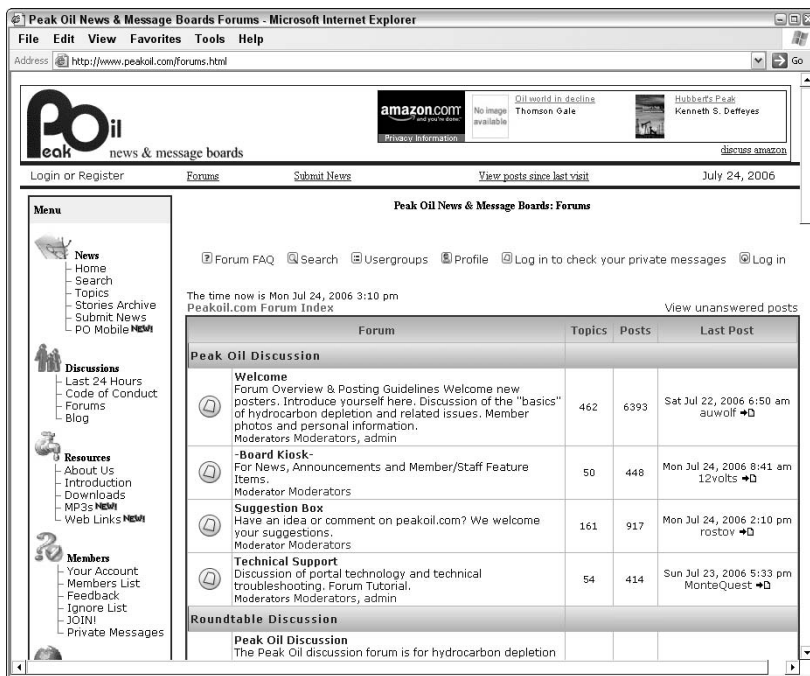 Peak Oil News & Message Boards Forums - Microsoft Internet Explorer
File Edit View Favorites Tools Help
Address http://www.peakoil.com/forums.html Go
Peak Oil
news & message boards
amazon.com
and you're done.
Privacy Information
No image
available
Oil world in decline
Thomson Gale
Hubbert's Peak
Kenneth S. Deffeyes
discuss amazon
Login or Register Forums Submit News View posts since last visit July 24, 2006
Menu
News
Home
Search
Topics
Stories Archive
Submit News
PO Mobile NEW!
Discussions
Last 24 Hours
Code of Conduct
Forums
Blog
Resources
About Us
Introduction
Downloads
MP3s NEW!
Web Links NEW!
Members
Your Account
Members List
Feedback
Ignore List
JOIN!
Private Messages
Peak Oil News & Message Boards: Forums
Forum FAQ Search Usergroups Profile Log in to check your private messages Log in
The time now is Mon Jul 24, 2006 3:10 pm
Peakoil.com Forum Index View unanswered posts
Forum Topics Posts Last Post
Peak Oil Discussion
Welcome
Forum Overview & Posting Guidelines Welcome new
posters. Introduce yourself here. Discussion of the "basics"
of hydrocarbon depletion and related issues. Member
photos and personal information.
Moderators Moderators, admin
462 6393 Sat Jul 22, 2006 6:50 am
auwolf
-Board Kiosk-
For News, Announcements and Member/Staff Feature
Items.
Moderator Moderators
50 448 Mon Jul 24, 2006 8:41 am
12volts
Suggestion Box
Have an idea or comment on peakoil.com? We welcome
your suggestions.
Moderator Moderators
161 917 Mon Jul 24, 2006 2:10 pm
rostov
Technical Support
Discussion of portal technology and technical
troubleshooting. Forum Tutorial.
Moderators Moderators, admin
54 414 Sun Jul 23, 2006 5:33 pm
MonteQuest
Roundtable Discussion
Peak Oil Discussion
The Peak Oil discussion forum is for hydrocarbon depletion